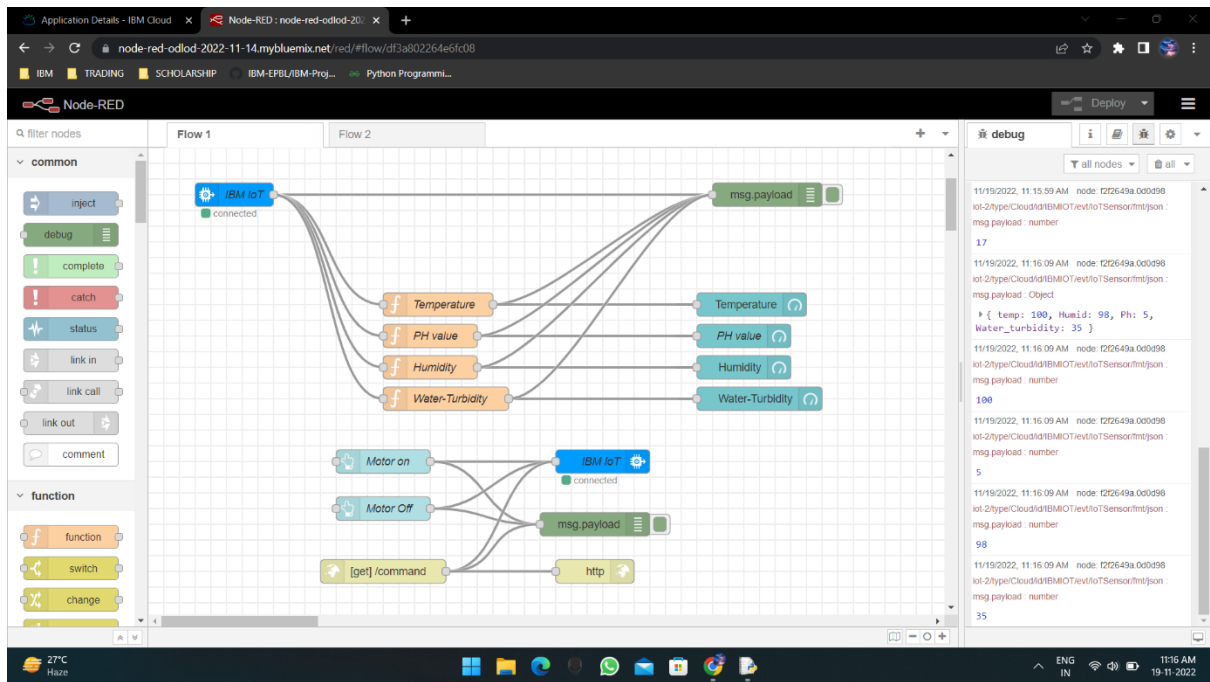 Application Details - IBM Cloud
Node-RED : node-red-odlod-202
node-red-odlod-2022-11-14.mybluemix.net/red/#flow/df3a802264e6fc08
IBM
TRADING
SCHOLARSHIP
IBM-EPBL/IBM-Proj...
Python Programmi...
Node-RED
Deploy
filter nodes
Flow 1
Flow 2
debug
i
common
all nodes
all
inject
debug
complete
catch
status
link in
link call
link out
comment
function
function
switch
change
IBM IoT
connected
msg.payload
Temperature
Temperature
PH value
PH value
Humidity
Humidity
Water-Turbidity
Water-Turbidity
Motor on
IBM IoT
connected
Motor Off
msg.payload
[get] /command
http
11/19/2022, 11:15:59 AM node: f2f2649a.0d0d98
iot-2/type/Cloud/id/IBMIOT/evt/IoTSensor/fmt/json :
msg.payload : number
17
11/19/2022, 11:16:09 AM node: f2f2649a.0d0d98
iot-2/type/Cloud/id/IBMIOT/evt/IoTSensor/fmt/json :
msg.payload : Object
{ temp: 100, Humid: 98, Ph: 5,
Water_turbidity: 35 }
11/19/2022, 11:16:09 AM node: f2f2649a.0d0d98
iot-2/type/Cloud/id/IBMIOT/evt/IoTSensor/fmt/json :
msg.payload : number
100
11/19/2022, 11:16:09 AM node: f2f2649a.0d0d98
iot-2/type/Cloud/id/IBMIOT/evt/IoTSensor/fmt/json :
msg.payload : number
5
11/19/2022, 11:16:09 AM node: f2f2649a.0d0d98
iot-2/type/Cloud/id/IBMIOT/evt/IoTSensor/fmt/json :
msg.payload : number
98
11/19/2022, 11:16:09 AM node: f2f2649a.0d0d98
iot-2/type/Cloud/id/IBMIOT/evt/IoTSensor/fmt/json :
msg.payload : number
35
27°C
Haze
ENG
IN
11:16 AM
19-11-2022